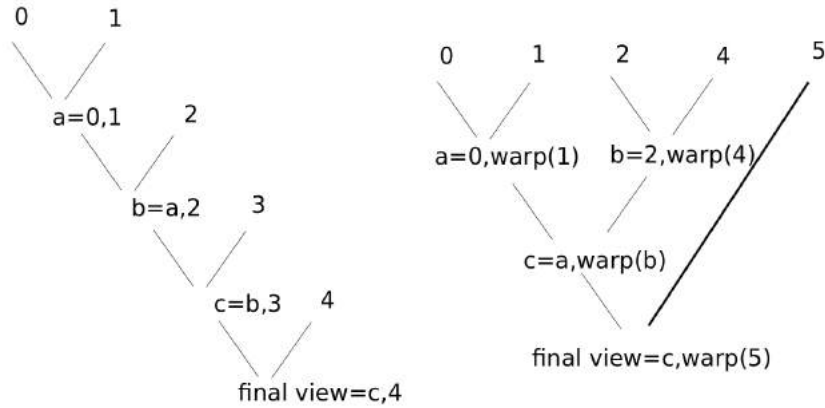 0 1
a=0,1 2
b=a,2 3
c=b,3 4
final view=c,4
0 1 2 4 5
a=0,warp(1) b=2,warp(4)
c=a,warp(b)
final view=c,warp(5)